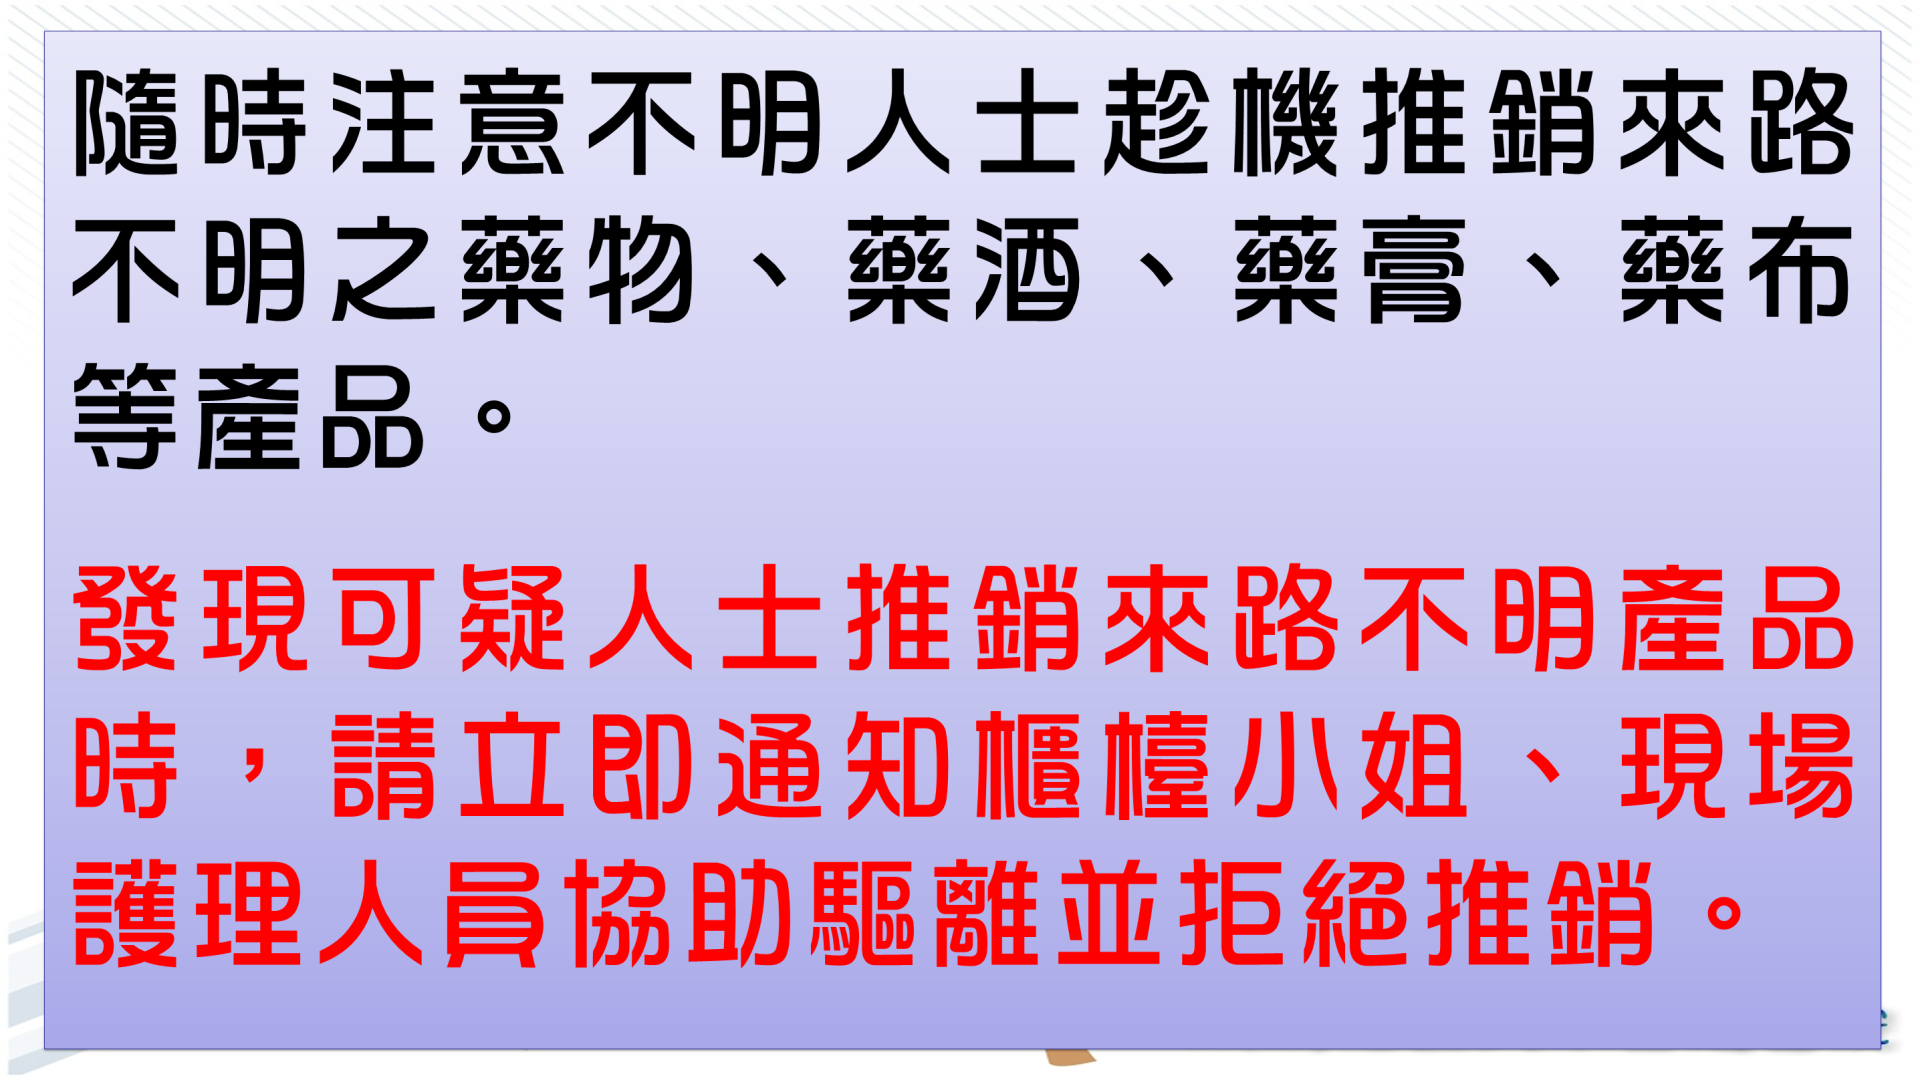 隨時注意不明人士趁機推銷來路
不明之藥物、藥酒、藥膏、藥布
等產品。
發現可疑人士推銷來路不明產品
時，請立即通知櫃檯小姐、現場
護理人員協助驅離並拒絕推銷。